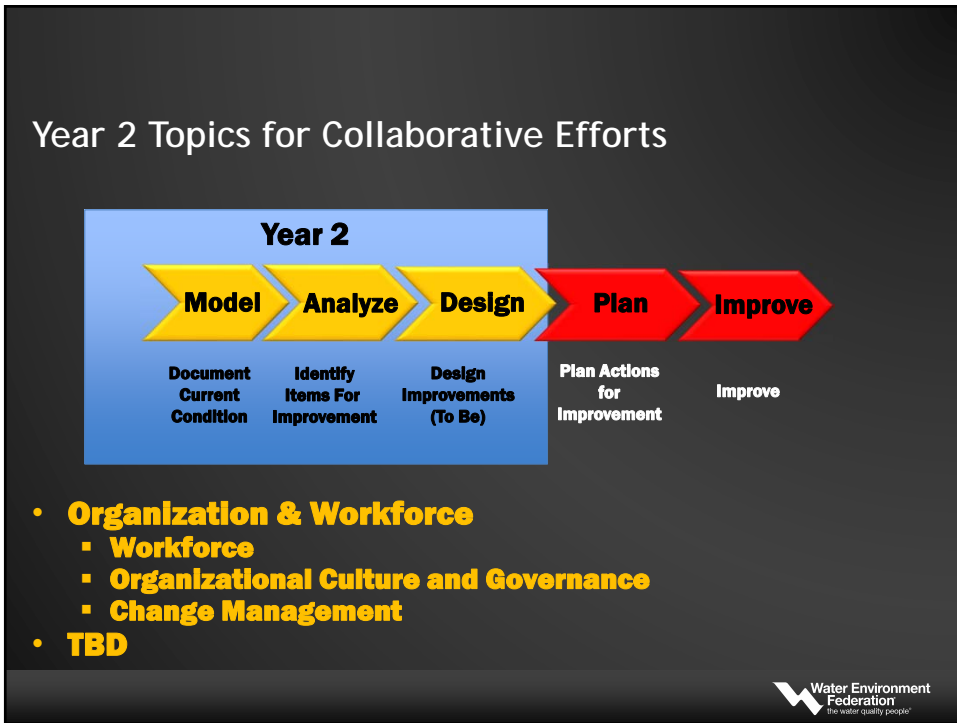 Year 2 Topics for Collaborative Efforts
Year 2
Model
Analyze
Design
Plan
Improve
Document
Current
Condition
Identify
Items For
Improvement
Design
Improvements
(To Be)
Plan Actions
for
Improvement
Improve
• Organization & Workforce
▪ Workforce
▪ Organizational Culture and Governance
▪ Change Management
• TBD
Water Environment
Federation
the water quality people®